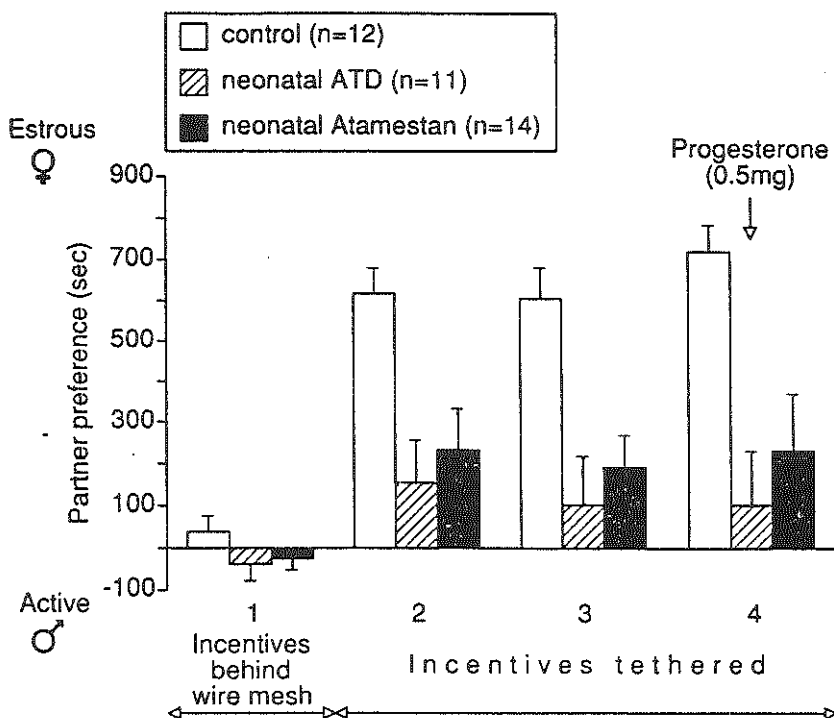 control (n=12)
neonatal ATD (n=11)
neonatal Atamestan (n=14)
Estrous
♀
Progesterone
(0.5mg)
Partner preference (sec)
900
700
500
300
100
-100
Active
♂
1
2
3
4
Incentives
behind
wire mesh
Incentives tethered